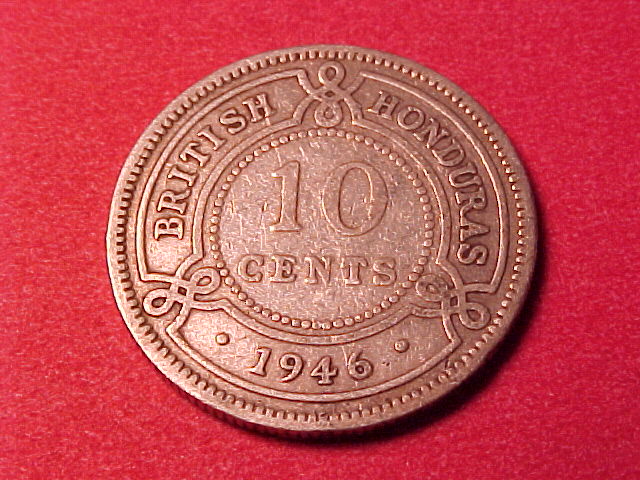 BRITISH HONDURAS
10
CENTS
• 1946 •